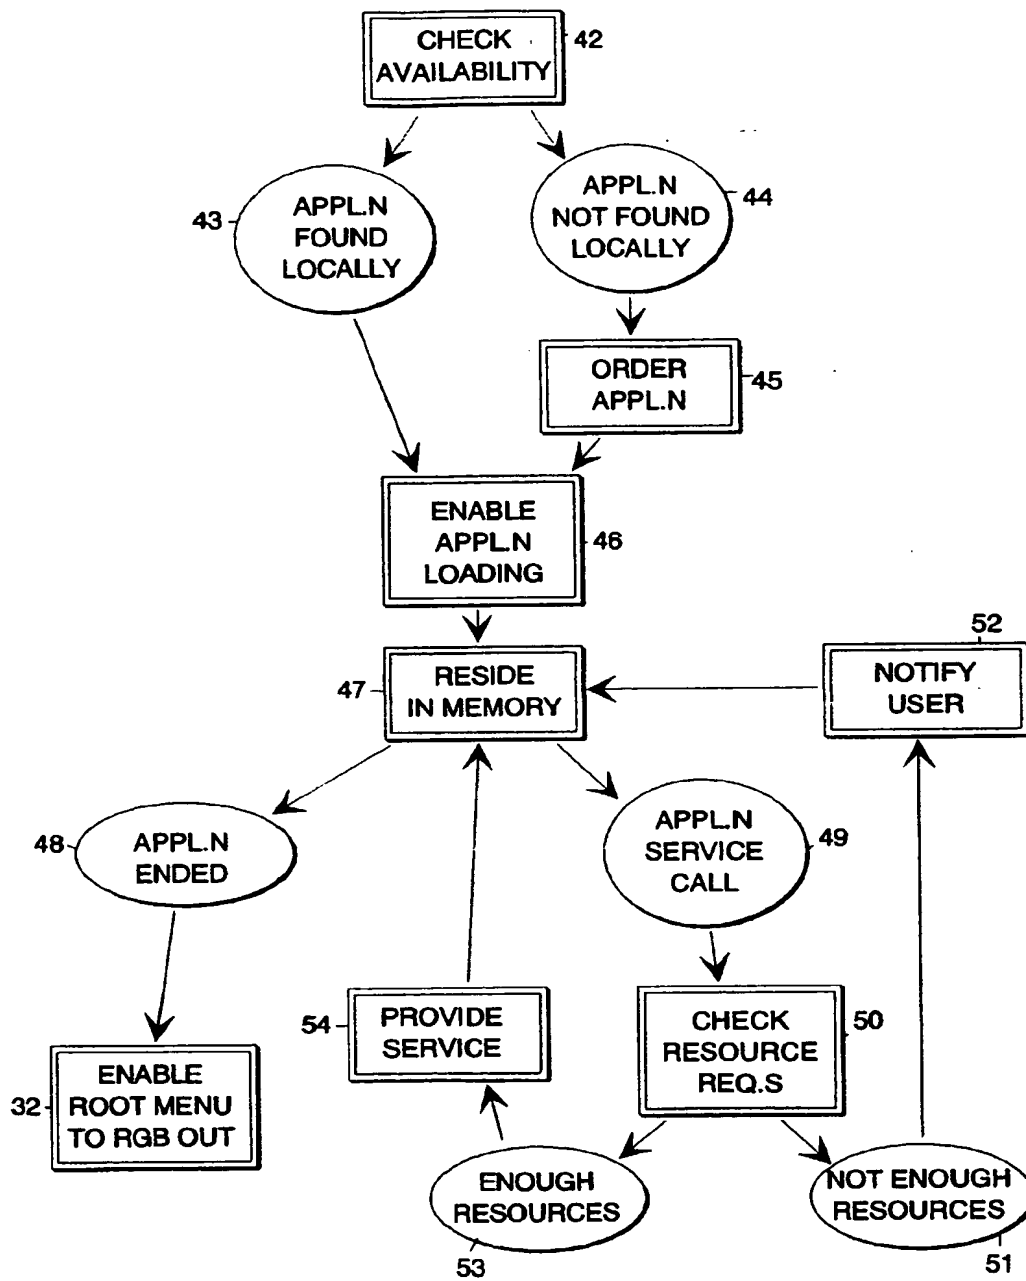 CHECK
AVAILABILITY
42
APPL.N
FOUND
LOCALLY
43
APPL.N
NOT FOUND
LOCALLY
44
ORDER
APPL.N
45
ENABLE
APPL.N
LOADING
46
RESIDE
IN MEMORY
47
NOTIFY
USER
52
APPL.N
ENDED
48
APPL.N
SERVICE
CALL
49
PROVIDE
SERVICE
54
CHECK
RESOURCE
REQ.S
50
ENABLE
ROOT MENU
TO RGB OUT
32
ENOUGH
RESOURCES
53
NOT ENOUGH
RESOURCES
51